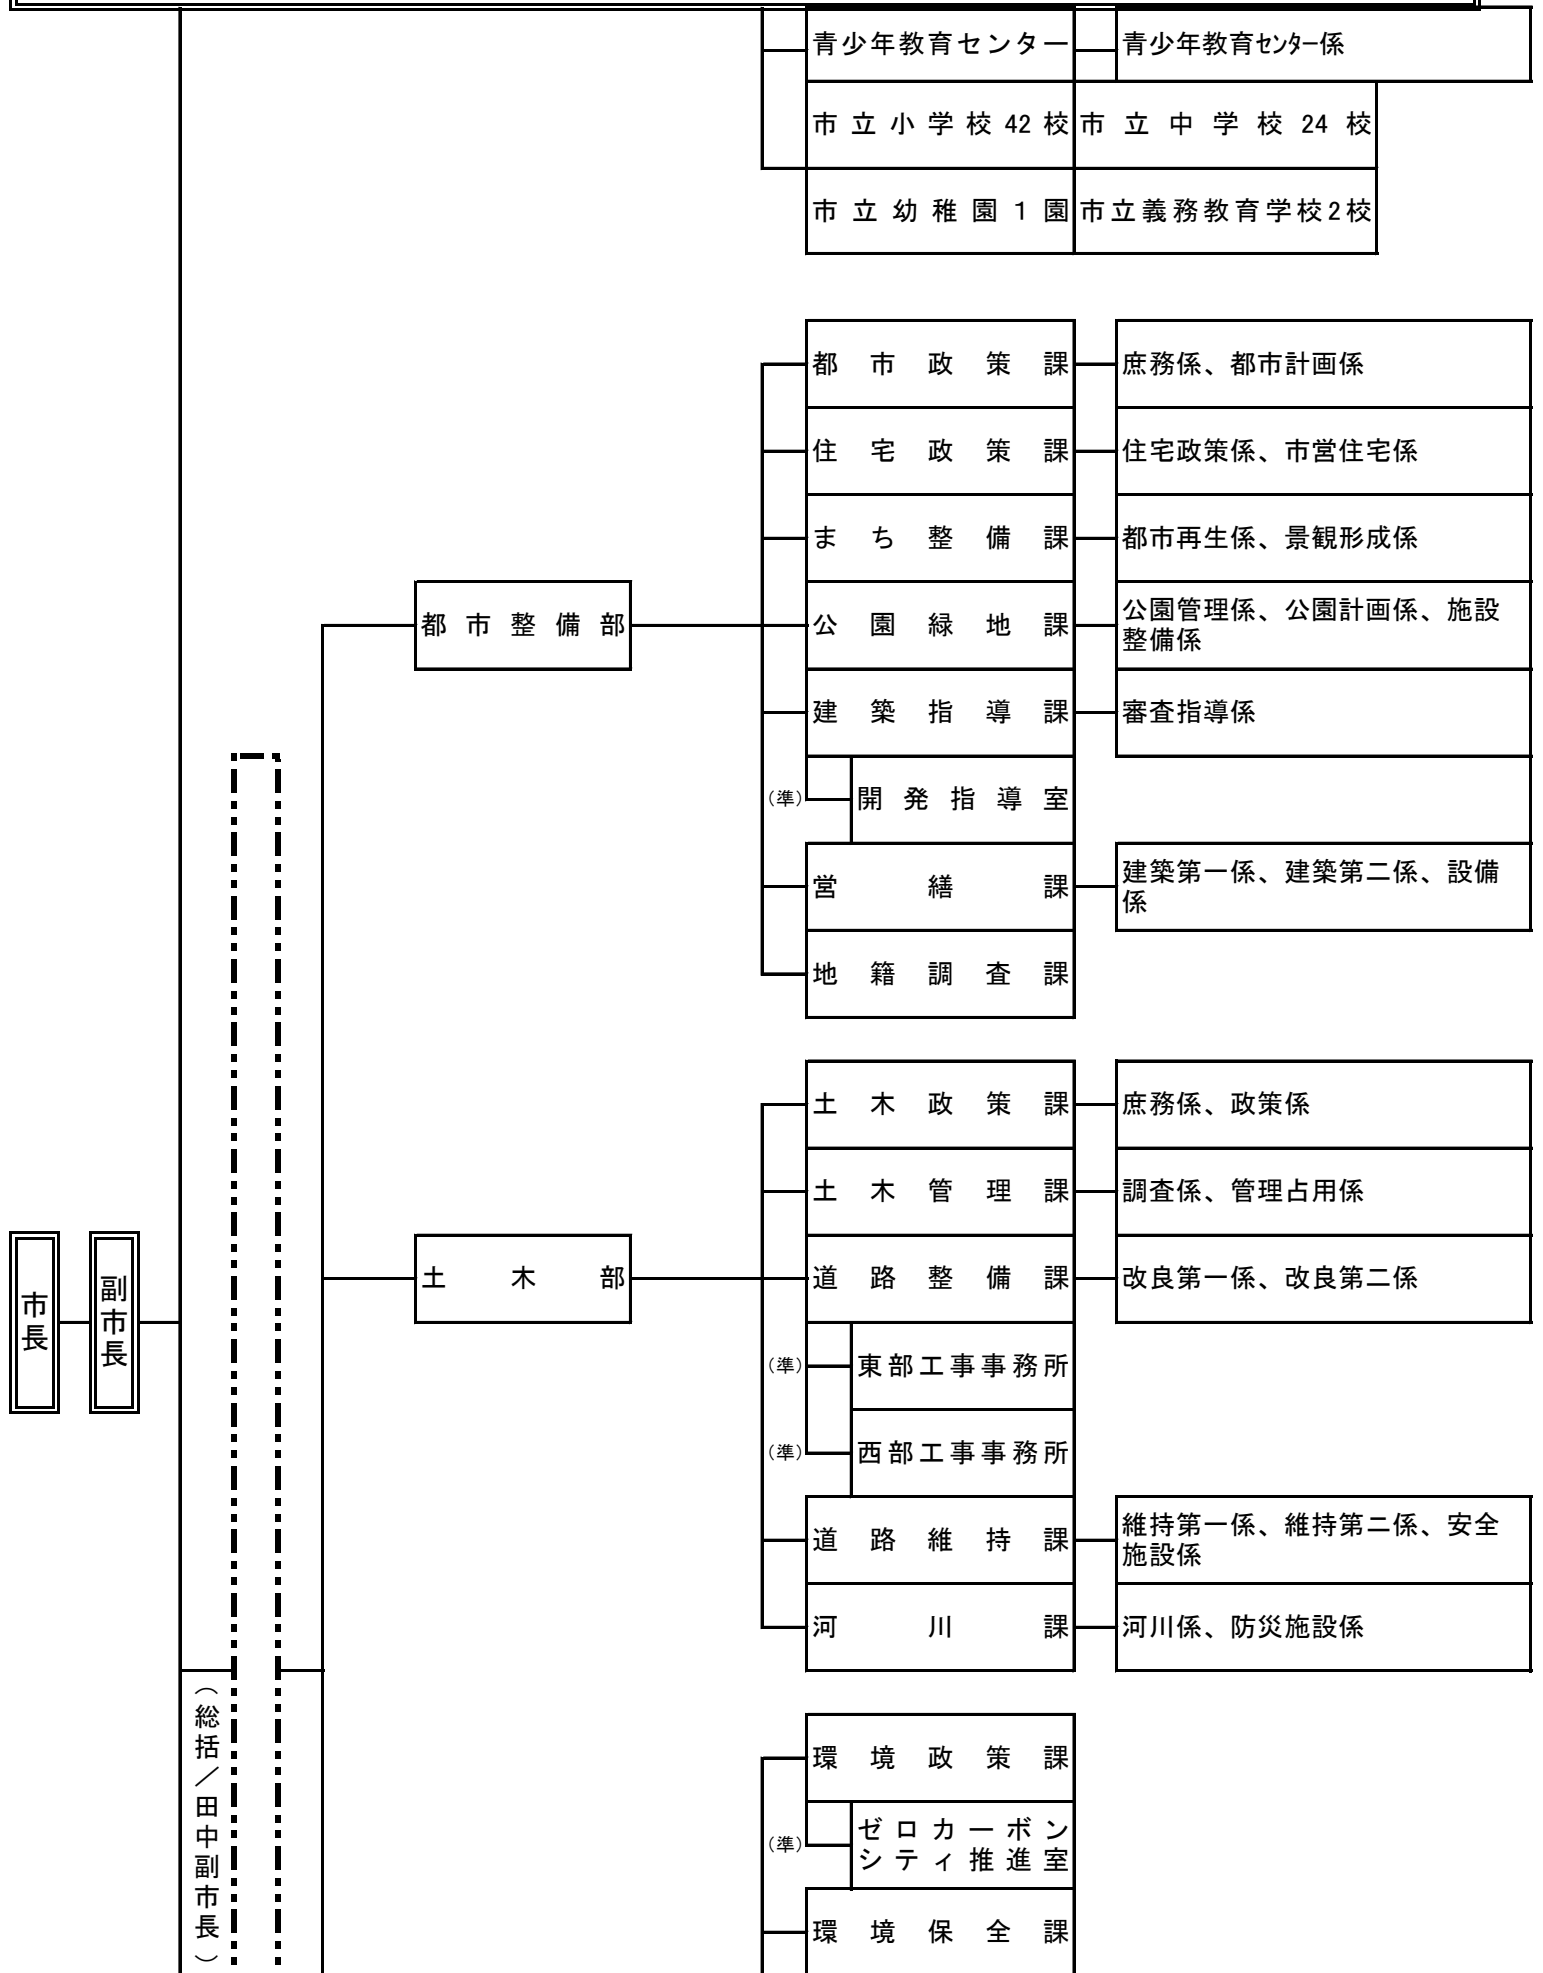 青少年教育センター 青少年教育センター係
市立小学校42校 市立中学校24校
市立幼稚園1園 市立義務教育学校2校
都市政策課 庶務係、都市計画係
住宅政策課 住宅政策係、市営住宅係
まち整備課 都市再生係、景観形成係
都市整備部
公園緑地課 公園管理係、公園計画係、施設
整備係
建築指導課 審査指導係
(準) 開発指導室
営繕課 建築第一係、建築第二係、設備
係
地籍調査課
土木政策課 庶務係、政策係
土木管理課 調査係、管理占用係
市長
副市長
土木部
道路整備課 改良第一係、改良第二係
(準) 東部工事事務所
(準) 西部工事事務所
道路維持課 維持第一係、維持第二係、安全
施設係
河川課 河川係、防災施設係
(総括/田中副市長)
環境政策課
(準) ゼロカーボン
シティ推進室
環境保全課